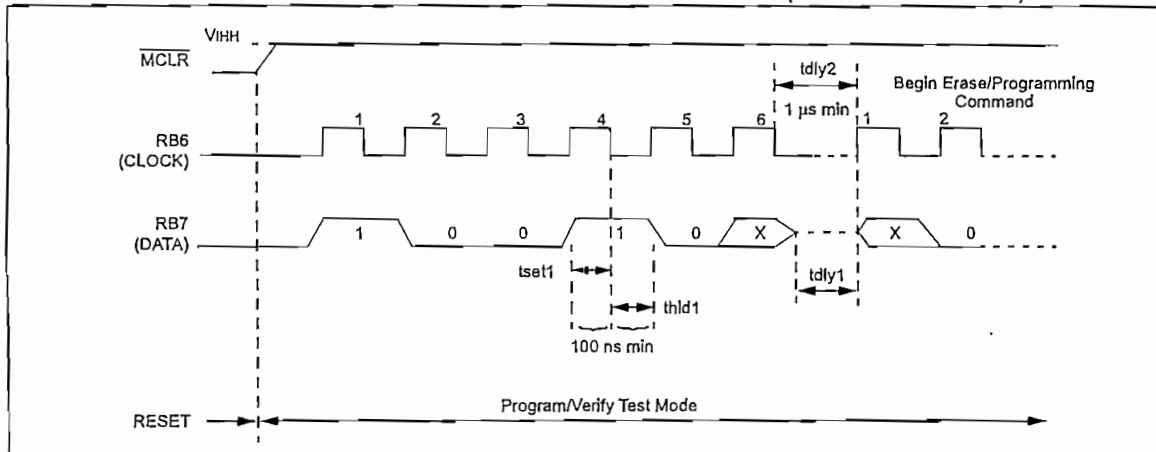 VIHH
MCLR
tdly2
Begin Erase/Programming
Command
1 µs min
1 2 3 4 5 6 1 2
RB6
(CLOCK)
RB7
(DATA)
1 0 0 1 0 X X 0
tset1
tdly1
thld1
100 ns min
RESET
Program/Verify Test Mode